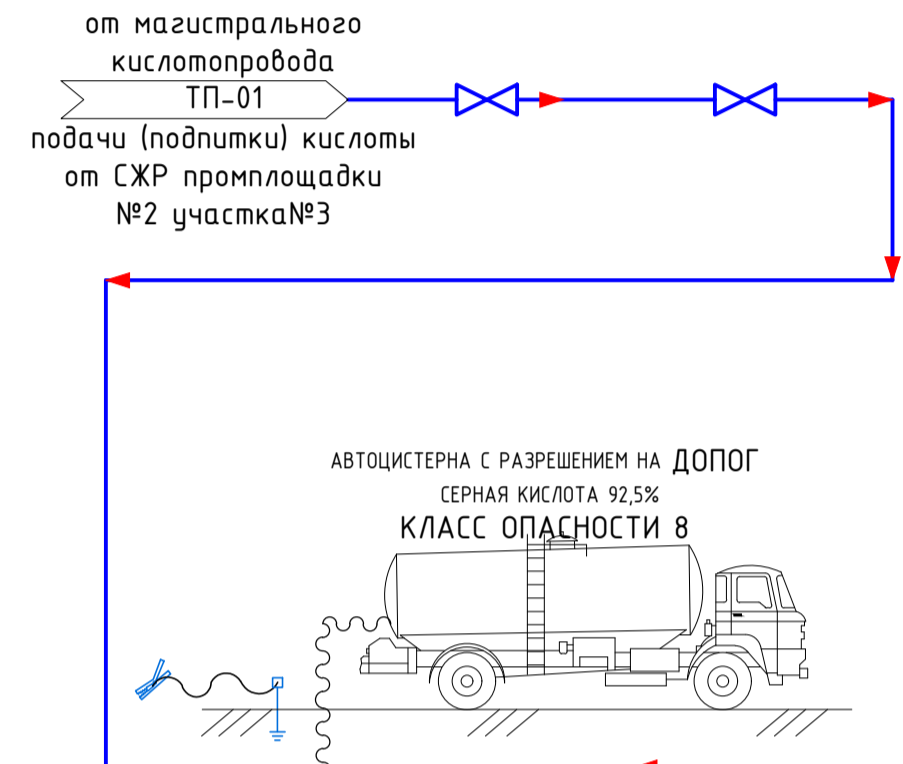 от магистрального
кислотопровода
ТП-01
подачи (подпитки) кислоты
от СЖР промплощадки
№2 участка№3
АВТОЦИСТЕРНА С РАЗРЕШЕНИЕМ НА ДОПОГ
СЕРНАЯ КИСЛОТА 92,5%
КЛАСС ОПАСНОСТИ 8